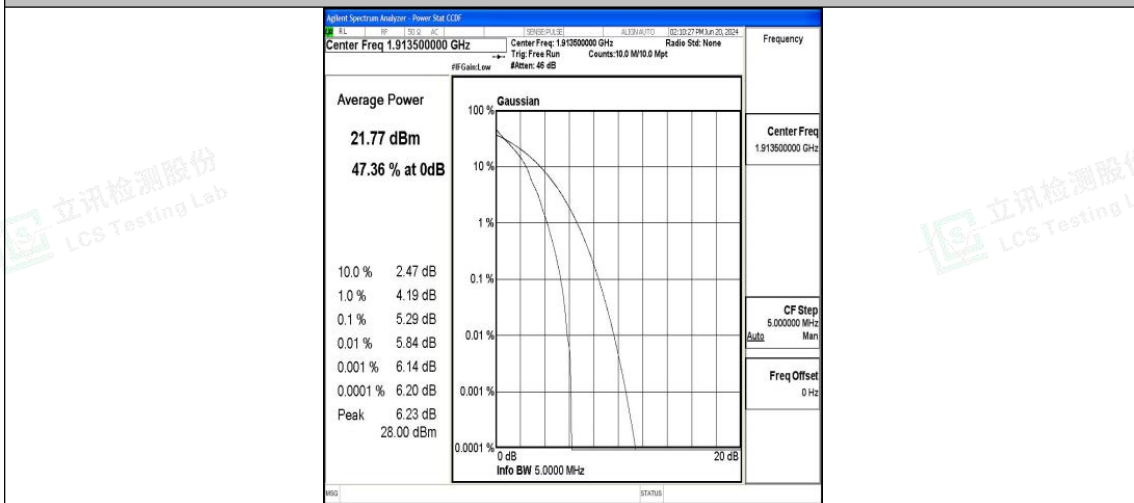 Agilent Spectrum Analyzer - Power Stat CCDF
RL RF 50 Ω AC SENSE:PULSE ALIGN AUTO 02:10:27 PM Jun 20, 2024
Center Freq 1.913500000 GHz
Center Freq: 1.913500000 GHz Radio Std: None
Trig: Free Run Counts:10.0 M/10.0 Mpt
#IFGain:Low #Atten: 46 dB
Frequency
Average Power
21.77 dBm
47.36 % at 0dB
10.0 % 2.47 dB
1.0 % 4.19 dB
0.1 % 5.29 dB
0.01 % 5.84 dB
0.001 % 6.14 dB
0.0001 % 6.20 dB
Peak 6.23 dB
28.00 dBm
Gaussian
100 %
10 %
1 %
0.1 %
0.01 %
0.001 %
0.0001 %
0 dB 20 dB
Info BW 5.0000 MHz
Center Freq
1.913500000 GHz
CF Step
5.000000 MHz
Auto Man
Freq Offset
0 Hz
MSG STATUS
立讯检测股份
LCS Testing Lab
立讯检测股份
LCS Testing L